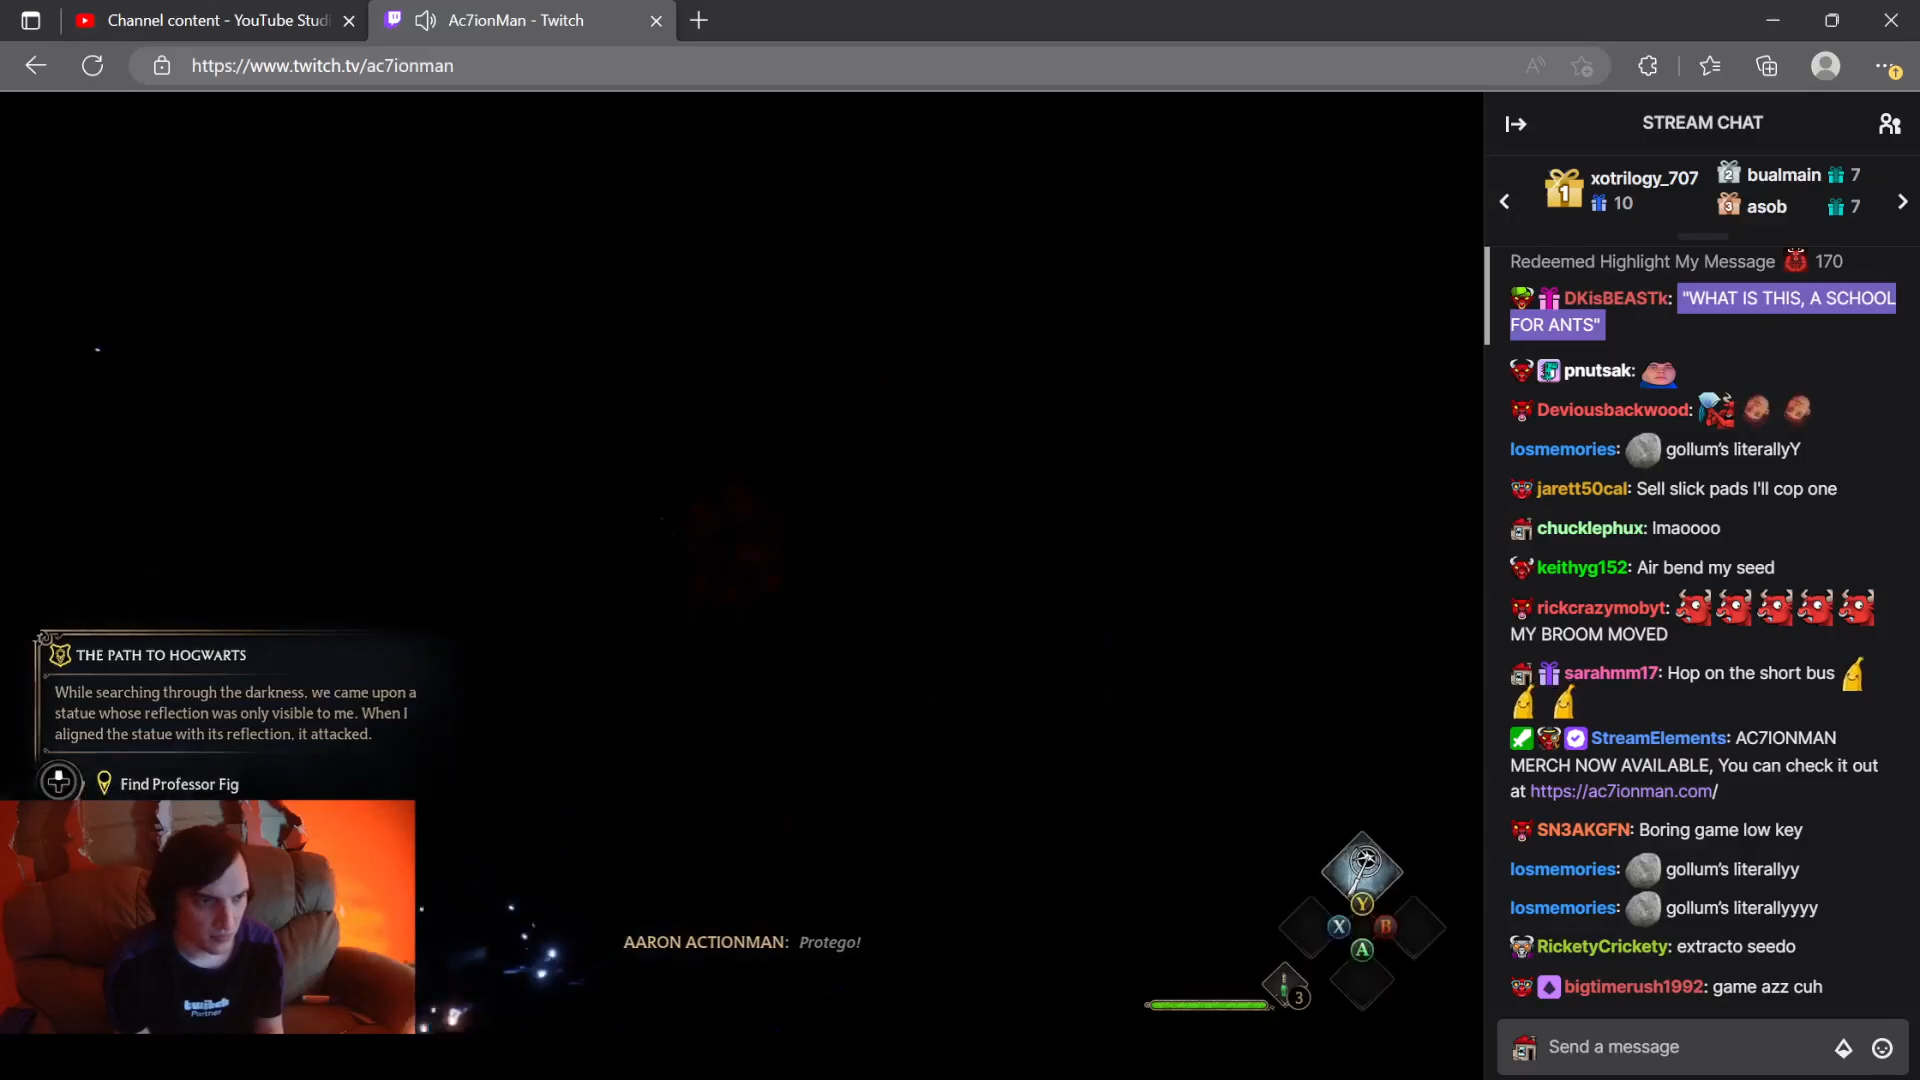 Channel content - YouTube Studi
Ac7ionMan - Twitch
https://www.twitch.tv/ac7ionman
STREAM CHAT
1 xotrilogy_707
10
2 bualmain 7
3 asob 7
Redeemed Highlight My Message 170
DKisBEASTk: "WHAT IS THIS, A SCHOOL
FOR ANTS"
pnutsak:
Deviousbackwood:
losmemories: gollum's literallyY
jarett50cal: Sell slick pads I'll cop one
chucklephux: lmaoooo
keithyg152: Air bend my seed
rickcrazymobyt:
MY BROOM MOVED
sarahmm17: Hop on the short bus
StreamElements: AC7IONMAN
MERCH NOW AVAILABLE, You can check it out
at https://ac7ionman.com/
SN3AKGFN: Boring game low key
losmemories: gollum's literallyy
losmemories: gollum's literallyyyy
RicketyCrickety: extracto seedo
bigtimerush1992: game azz cuh
Send a message
THE PATH TO HOGWARTS
While searching through the darkness, we came upon a
statue whose reflection was only visible to me. When I
aligned the statue with its reflection, it attacked.
Find Professor Fig
twitch
Partner
AARON ACTIONMAN: Protego!
Y
X B
A
3